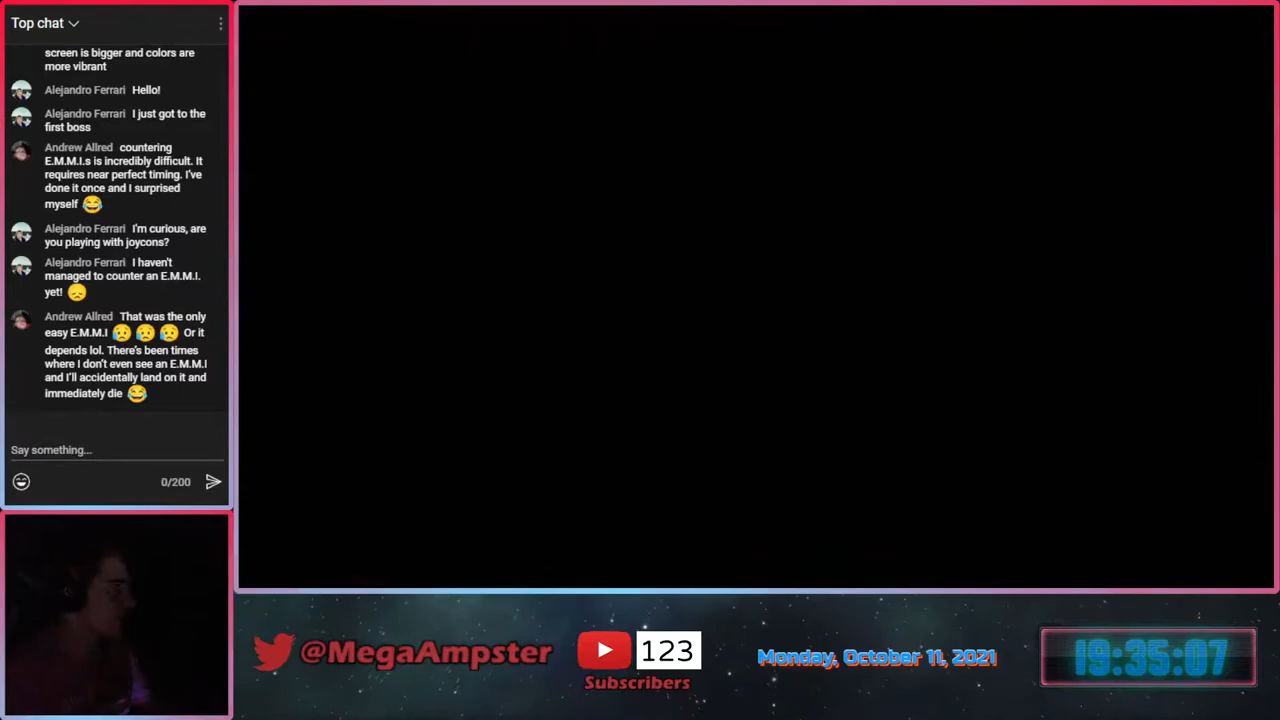 Top chat
screen is bigger and colors are
more vibrant
Alejandro Ferrari Hello!
Alejandro Ferrari I just got to the
first boss
Andrew Allred countering
E.M.M.I.s is incredibly difficult. It
requires near perfect timing. I've
done it once and I surprised
myself 😂
Alejandro Ferrari I'm curious, are
you playing with joycons?
Alejandro Ferrari I haven't
managed to counter an E.M.M.I.
yet! 😞
Andrew Allred That was the only
easy E.M.M.I 😥 😥 😥 Or it
depends lol. There's been times
where I don't even see an E.M.M.I
and I'll accidentally land on it and
immediately die 😂
Say something...
0/200
@MegaAmpster
123
Subscribers
Monday, October 11, 2021
19:35:07